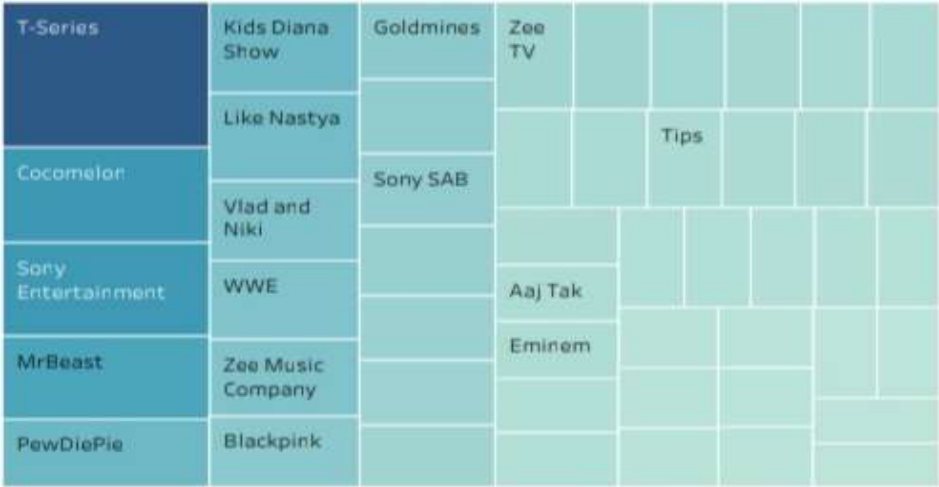 T-Series
Cocomelon
Sony
Entertainment
MrBeast
PewDiePie
Kids Diana
Show
Like Nastya
Vlad and
Niki
WWE
Zee Music
Company
Blackpink
Goldmines
Sony SAB
Zee
TV
Tips
Aaj Tak
Eminem